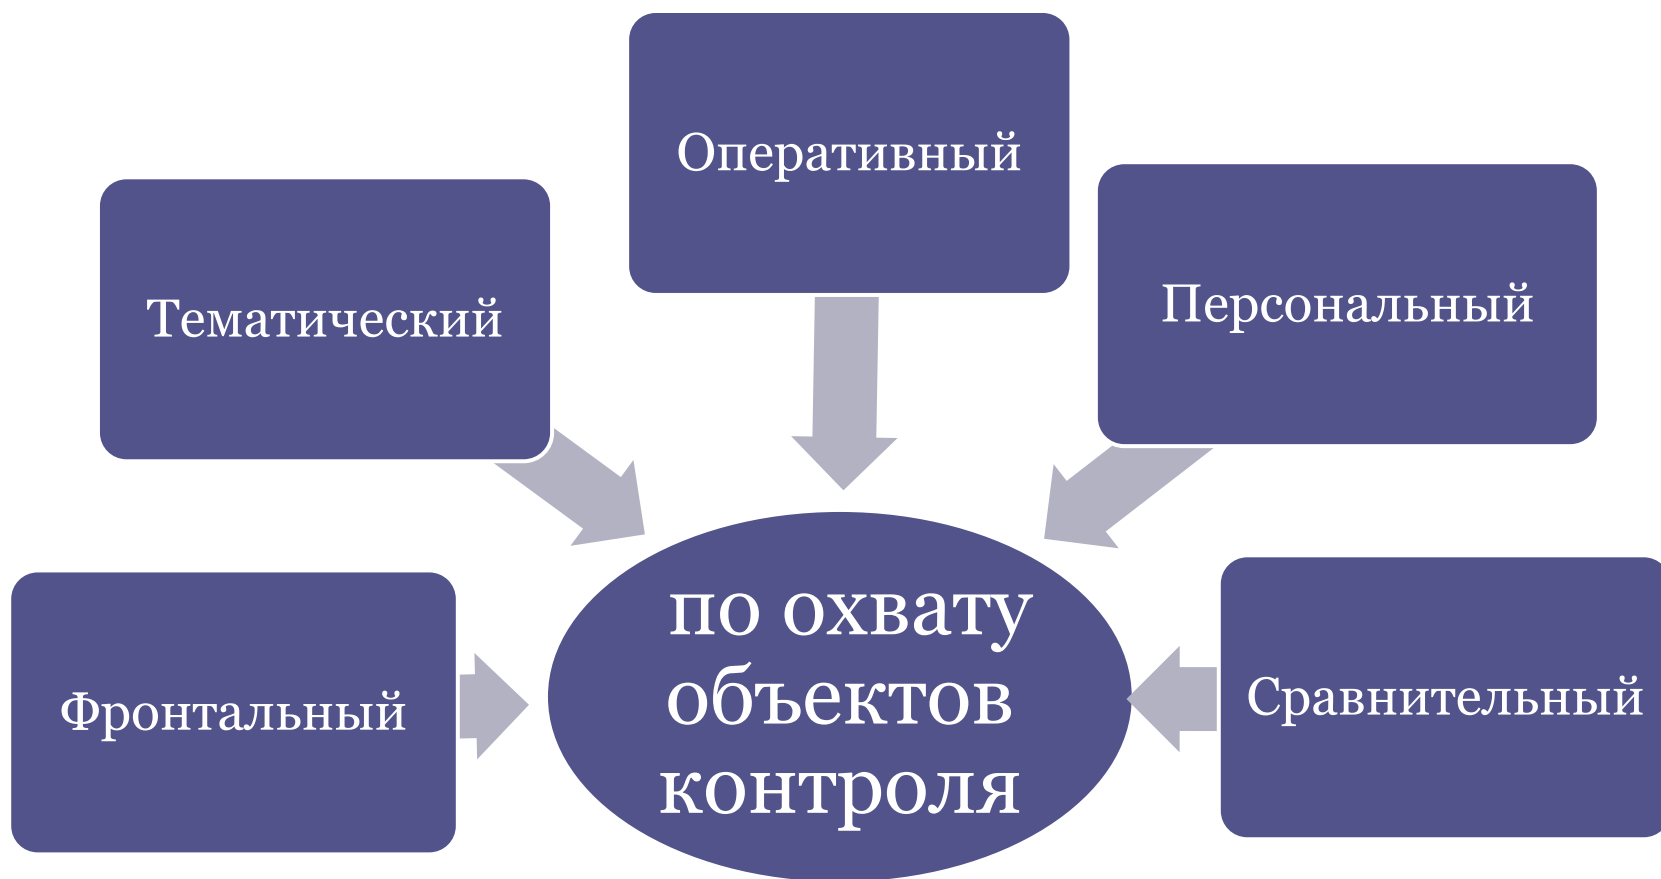 Оперативный
Тематический
Персональный
Фронтальный
по охвату
объектов
контроля
Сравнительный